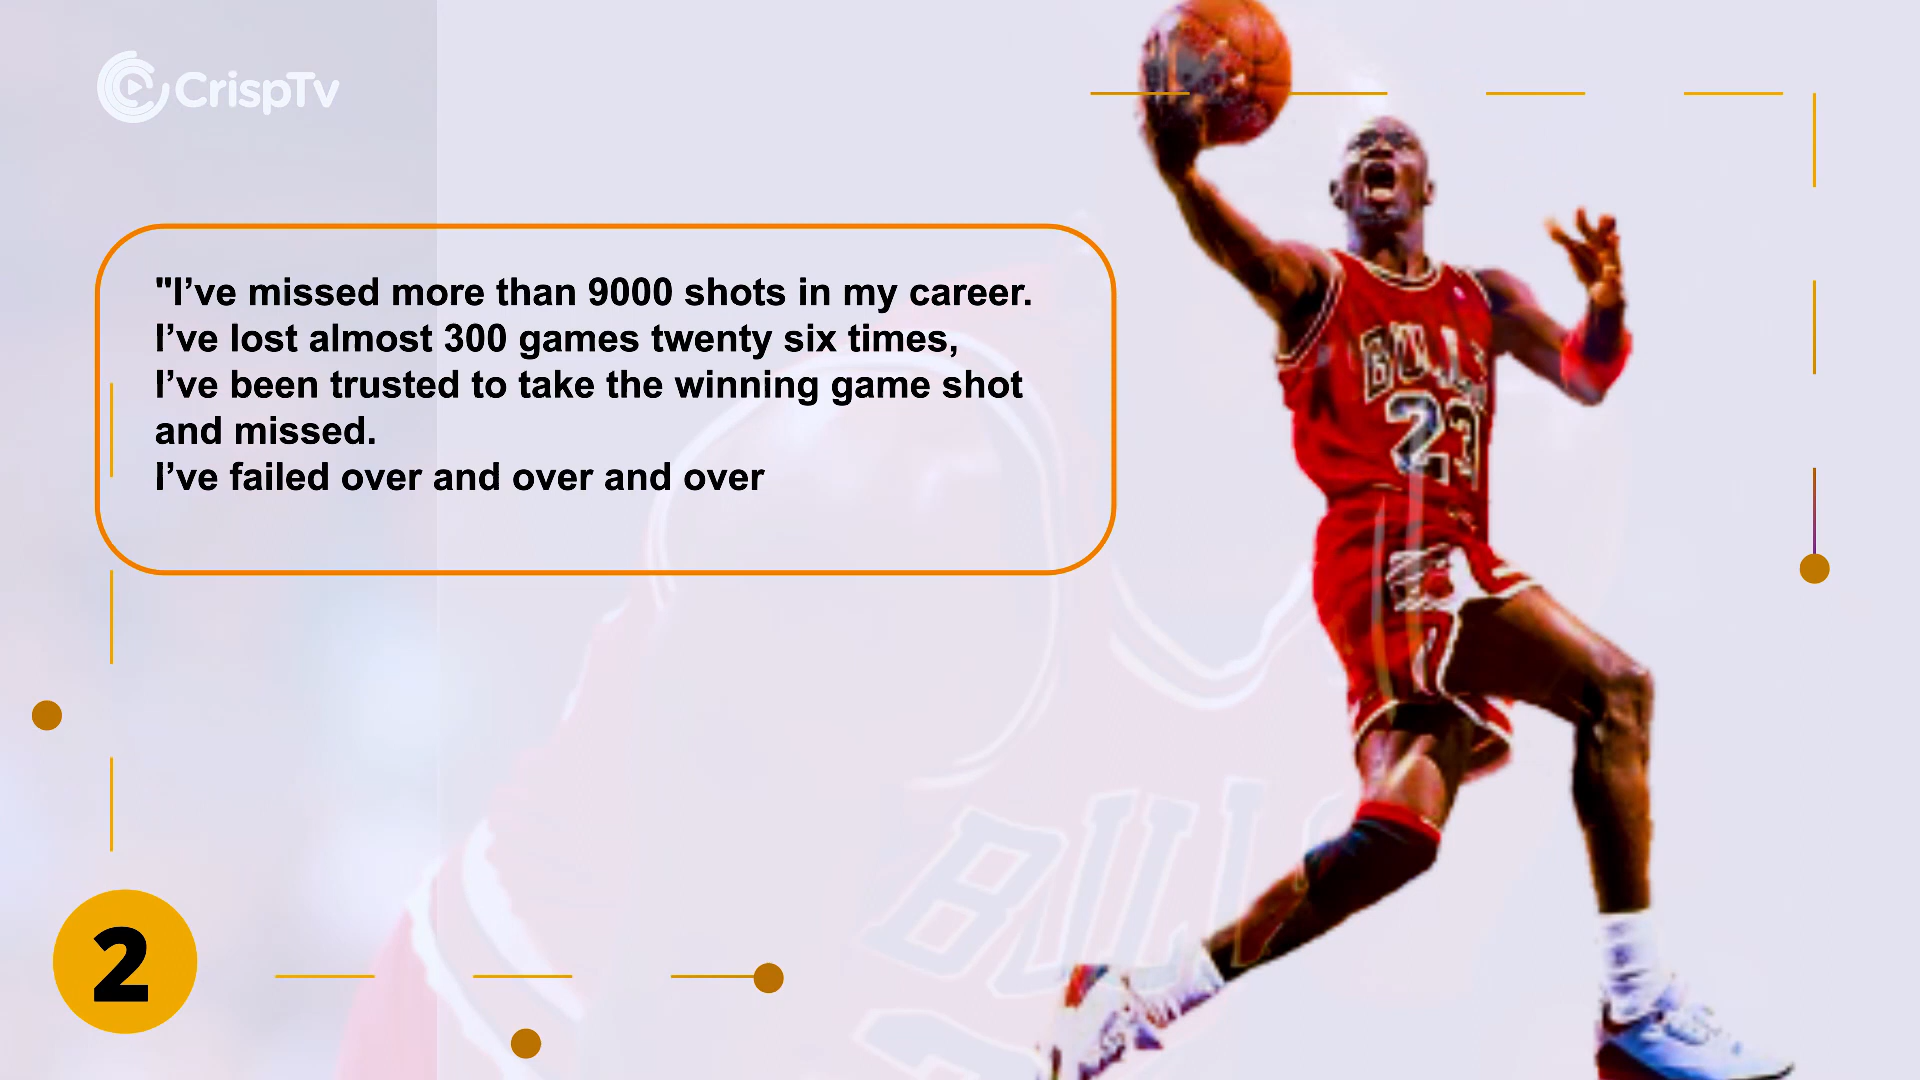 CrispTv
"I’ve missed more than 9000 shots in my career.
I’ve lost almost 300 games twenty six times,
I’ve been trusted to take the winning game shot
and missed.
I’ve failed over and over and over
BULLS
23
BULLS
2